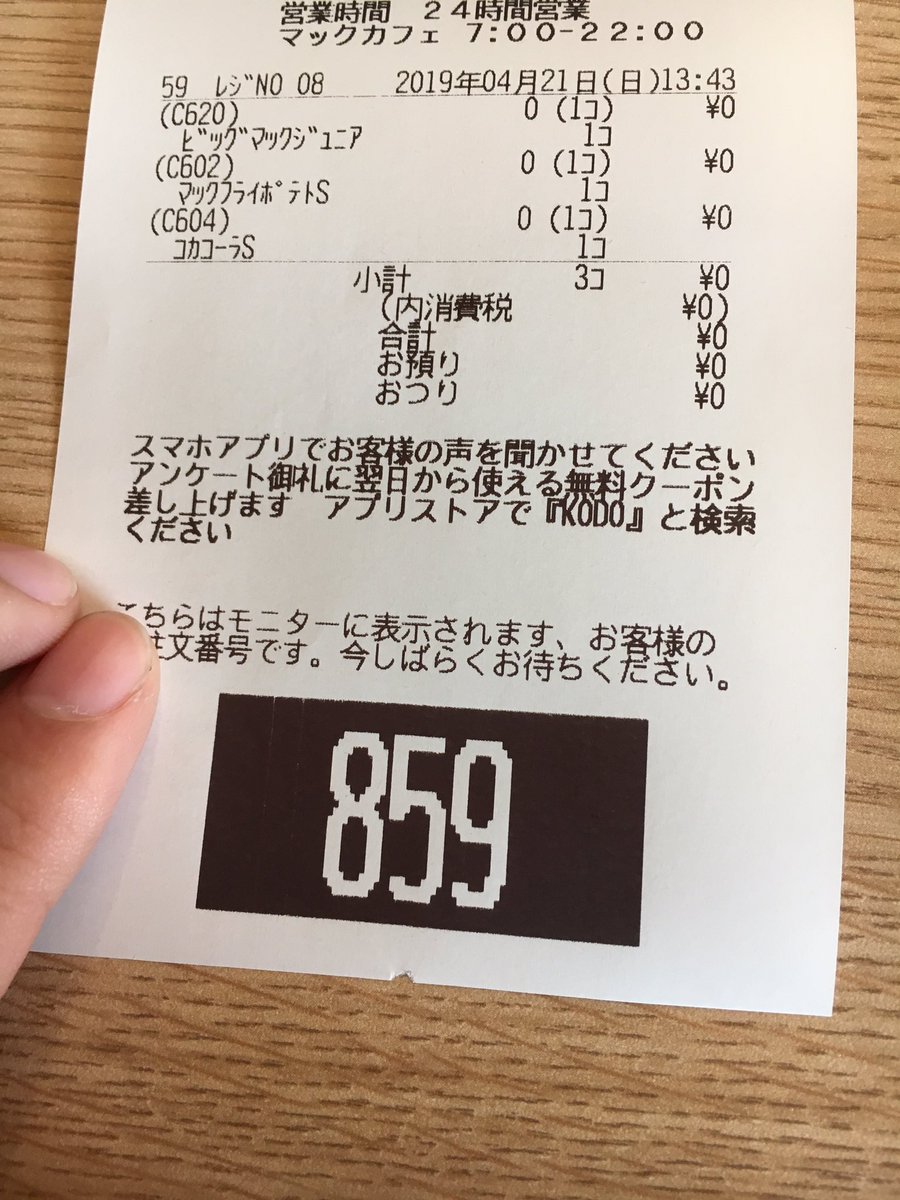 営業時間 24時間営業
マックカフェ 7:00-22:00
59 ﾚｼﾞNO 08 2019年04月21日(日)13:43
(C620) 0 (1ｺ) ¥0
ﾋﾞｯｸﾞﾏｯｸｼﾞｭﾆｱ 1ｺ
(C602) 0 (1ｺ) ¥0
ﾏｯｸﾌﾗｲﾎﾟﾃﾄS 1ｺ
(C604) 0 (1ｺ) ¥0
ｺｶｺｰﾗS 1ｺ
小計 3ｺ ¥0
(内消費税 ¥0)
合計 ¥0
お預り ¥0
おつり ¥0
スマホアプリでお客様の声を聞かせてください
アンケート御礼に翌日から使える無料クーポン
差し上げます アプリストアで『KODO』と検索
ください
こちらはモニターに表示されます、お客様の
注文番号です。今しばらくお待ちください。
859